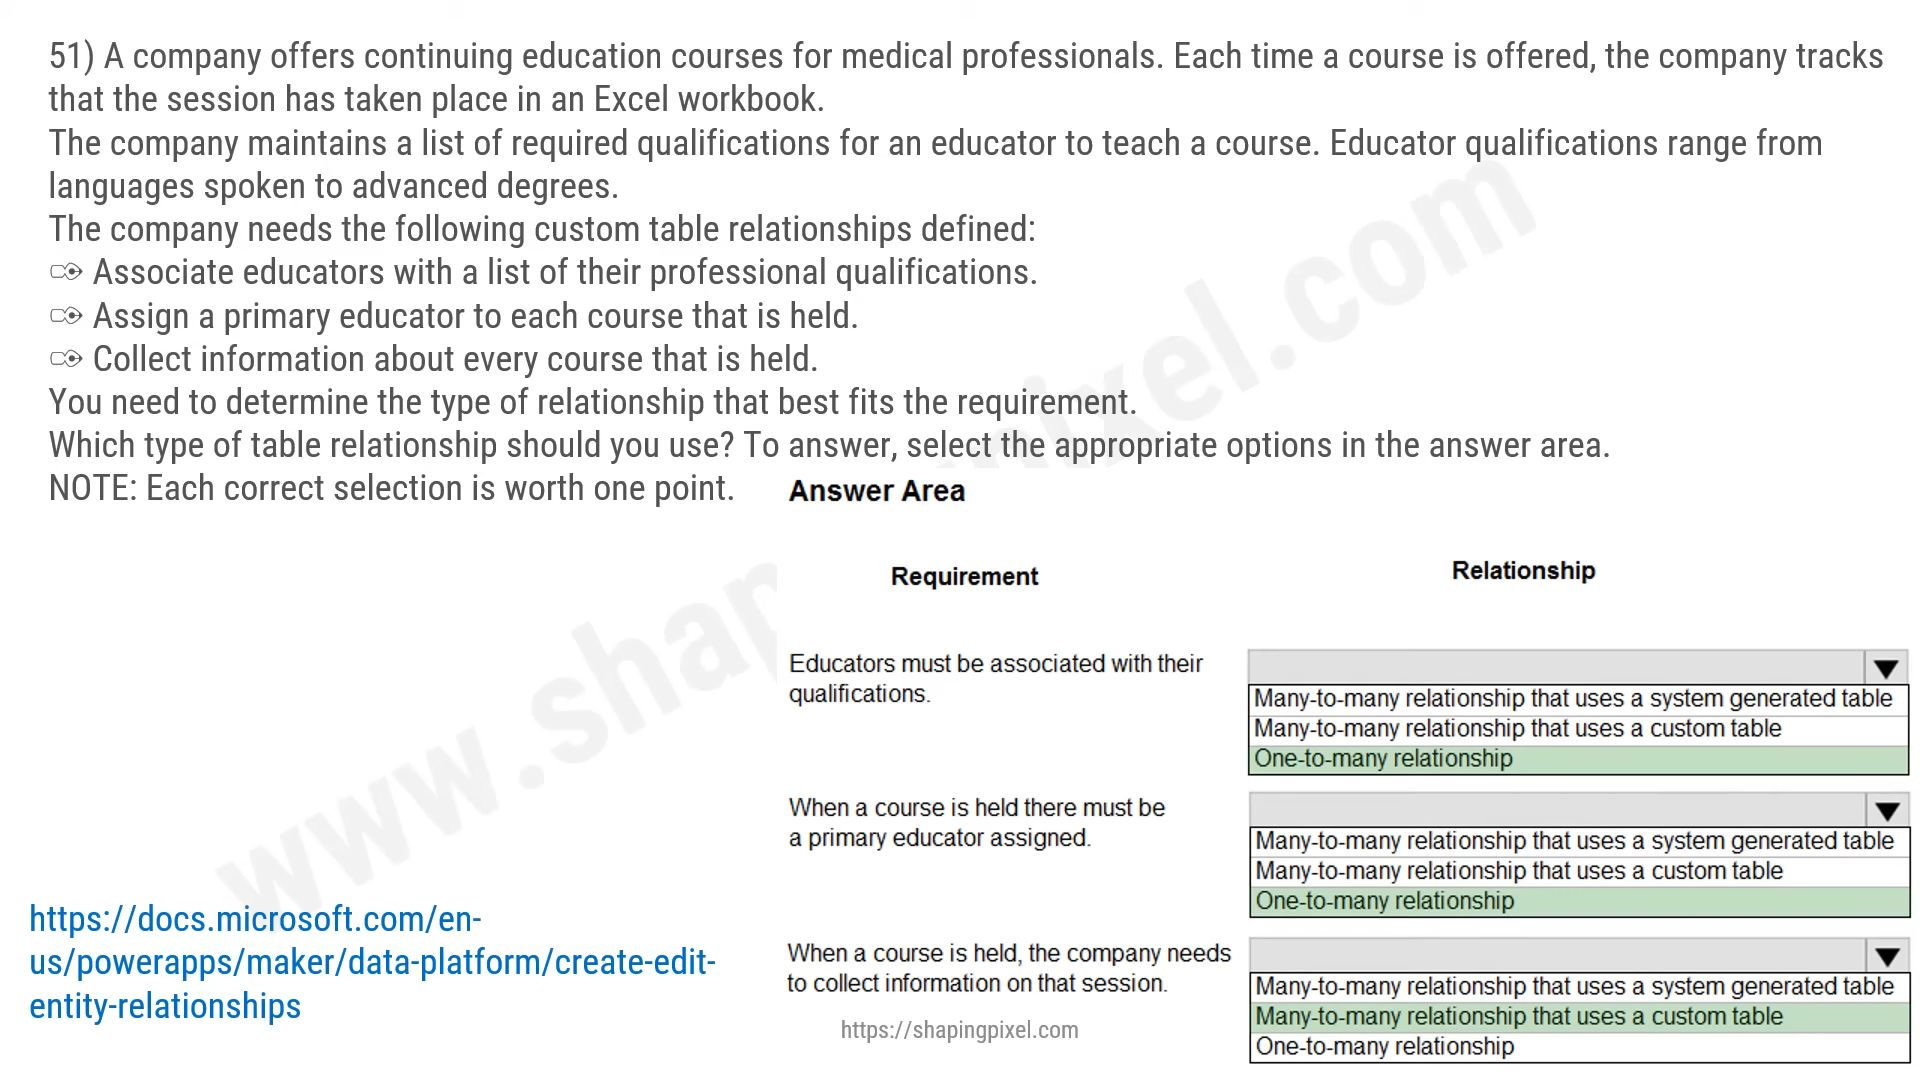 51) A company offers continuing education courses for medical professionals. Each time a course is offered, the company tracks
that the session has taken place in an Excel workbook.
The company maintains a list of required qualifications for an educator to teach a course. Educator qualifications range from
languages spoken to advanced degrees.
The company needs the following custom table relationships defined:
Associate educators with a list of their professional qualifications.
Assign a primary educator to each course that is held.
Collect information about every course that is held.
You need to determine the type of relationship that best fits the requirement.
Which type of table relationship should you use? To answer, select the appropriate options in the answer area.
NOTE: Each correct selection is worth one point.
Answer Area
Requirement
Relationship
Educators must be associated with their
qualifications.
Many-to-many relationship that uses a system generated table
Many-to-many relationship that uses a custom table
One-to-many relationship
When a course is held there must be
a primary educator assigned.
Many-to-many relationship that uses a system generated table
Many-to-many relationship that uses a custom table
One-to-many relationship
When a course is held, the company needs
to collect information on that session.
Many-to-many relationship that uses a system generated table
Many-to-many relationship that uses a custom table
One-to-many relationship
https://docs.microsoft.com/en-
us/powerapps/maker/data-platform/create-edit-
entity-relationships
https://shapingpixel.com
www.shap
pixel.com